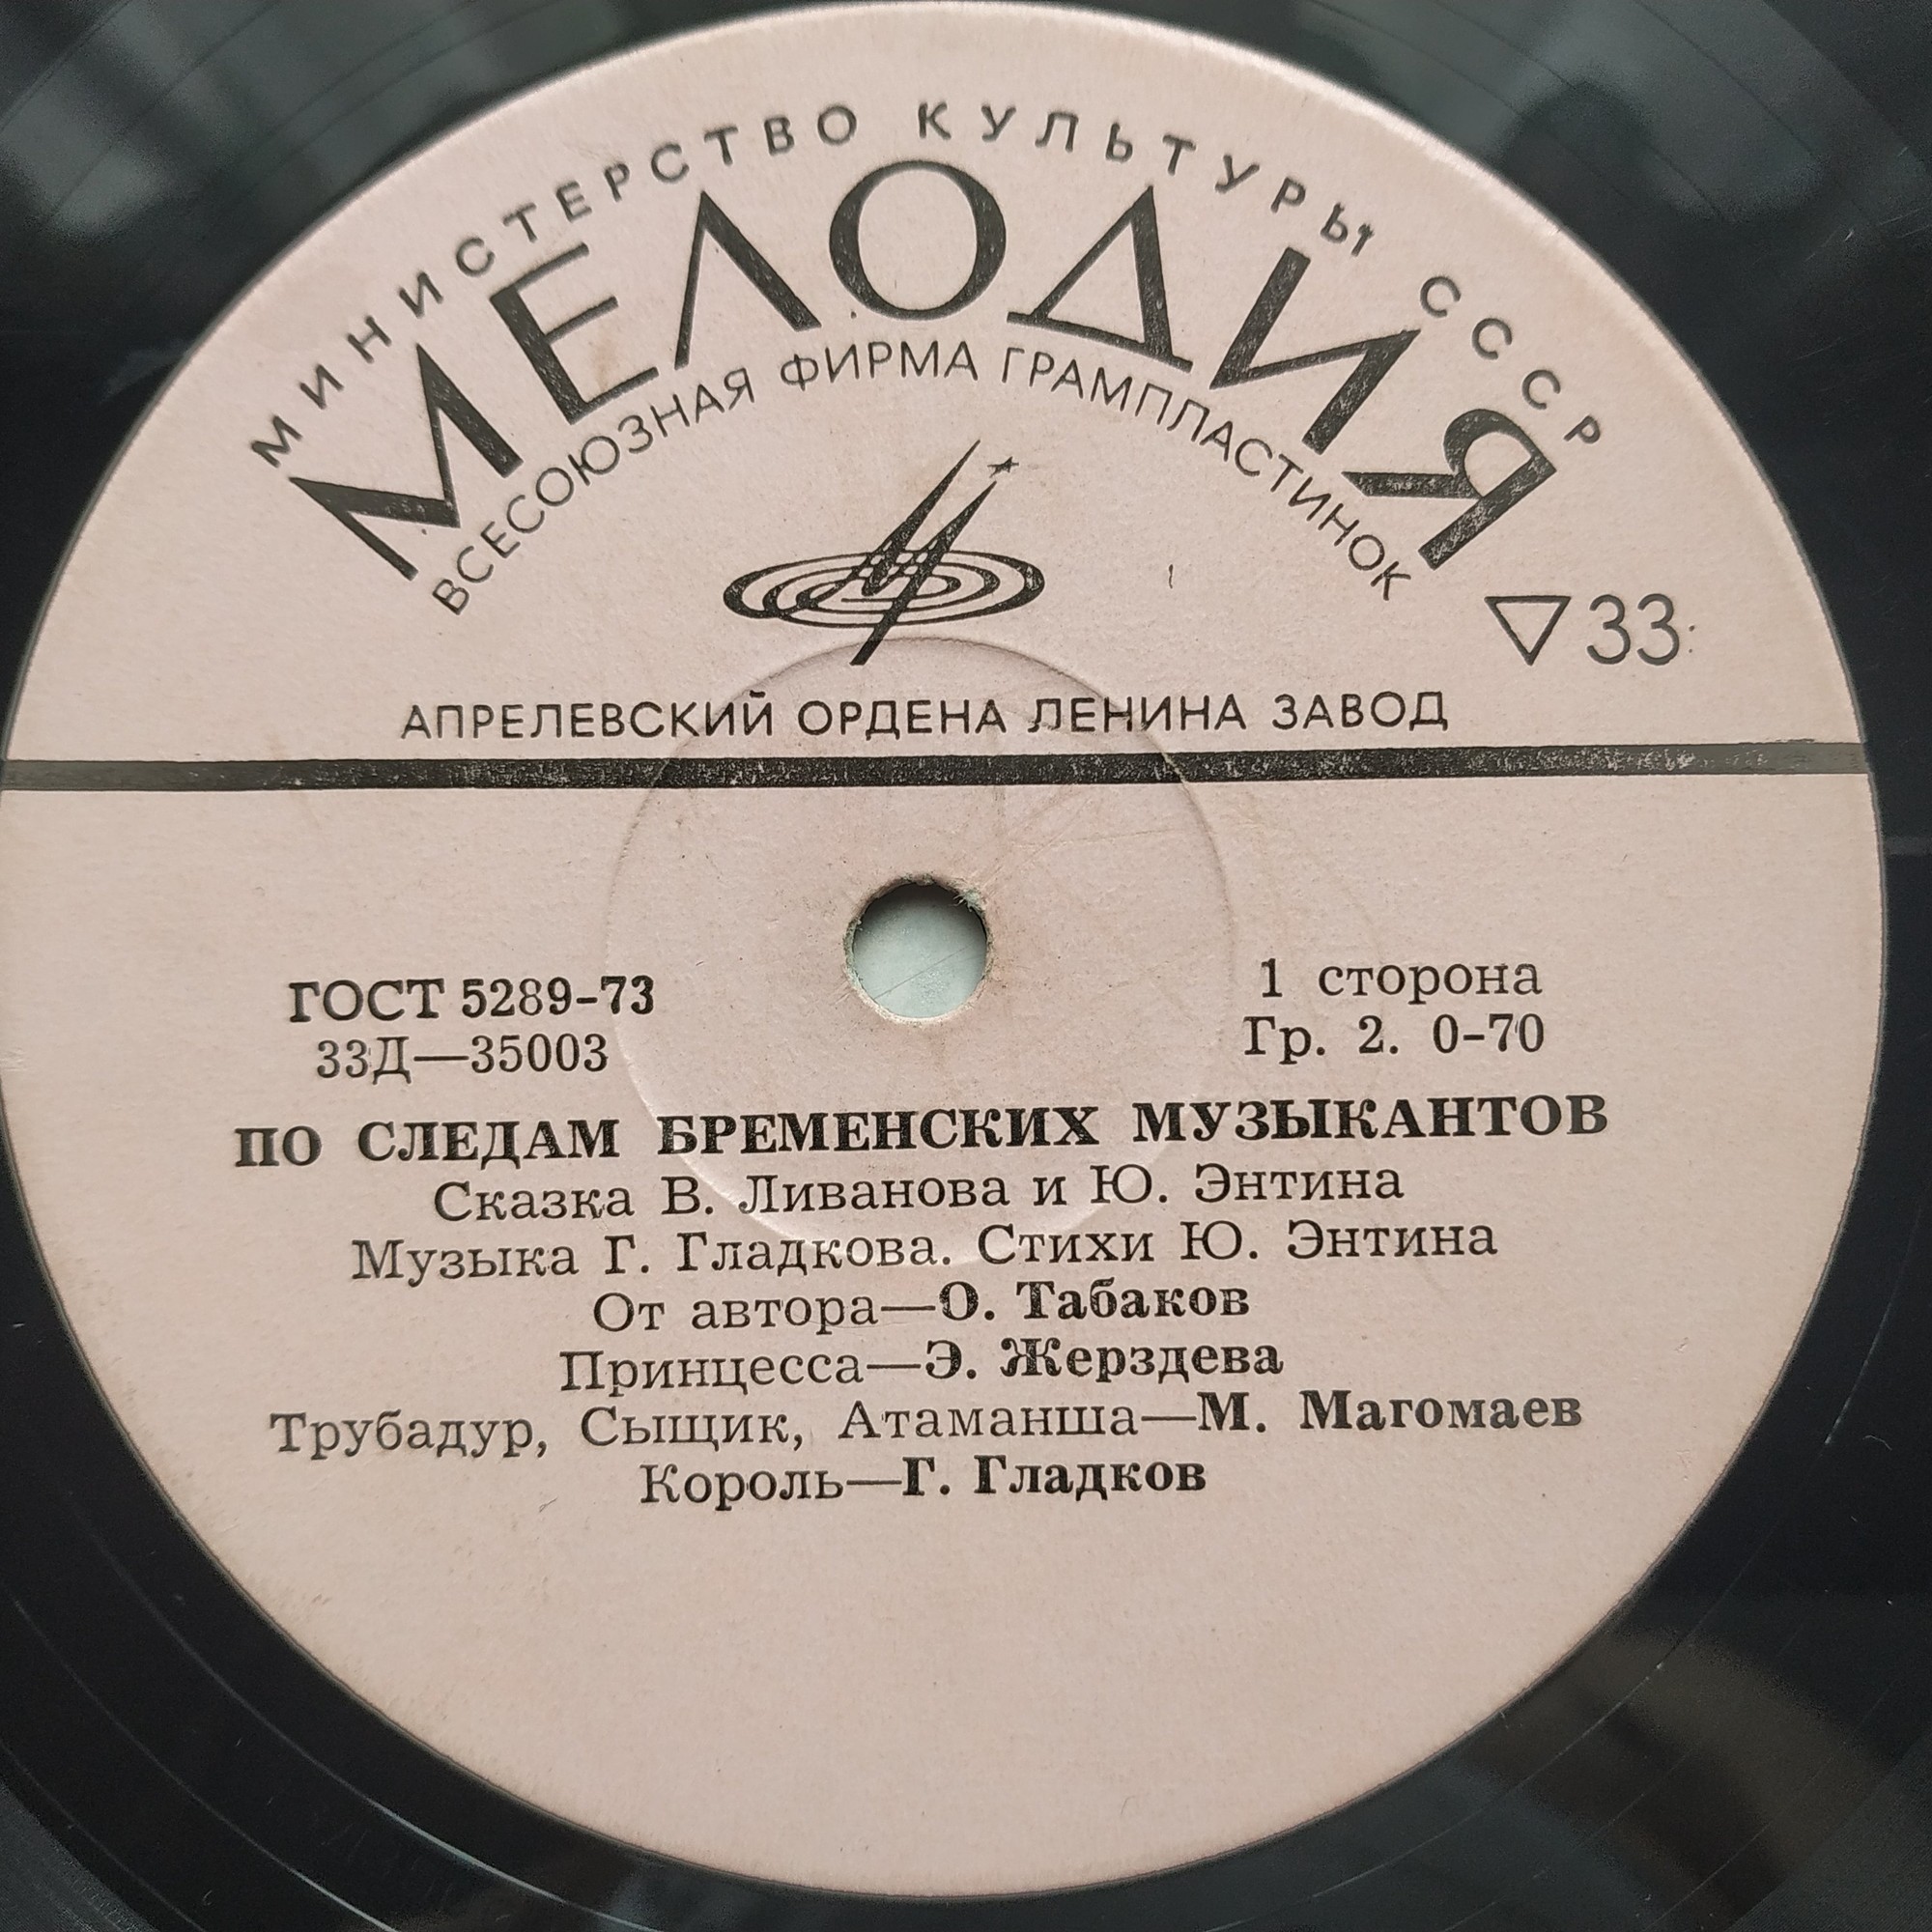 МИНИСТЕРСТВО КУЛЬТУРЫ СССР
МЕЛОДИЯ
ВСЕСОЮЗНАЯ ФИРМА ГРАМПЛАСТИНОК
▽33
АПРЕЛЕВСКИЙ ОРДЕНА ЛЕНИНА ЗАВОД
ГОСТ 5289-73
33Д—35003
1 сторона
Гр. 2. 0-70
ПО СЛЕДАМ БРЕМЕНСКИХ МУЗЫКАНТОВ
Сказка В. Ливанова и Ю. Энтина
Музыка Г. Гладкова. Стихи Ю. Энтина
От автора—О. Табаков
Принцесса—Э. Жерздева
Трубадур, Сыщик, Атаманша—М. Магомаев
Король—Г. Гладков